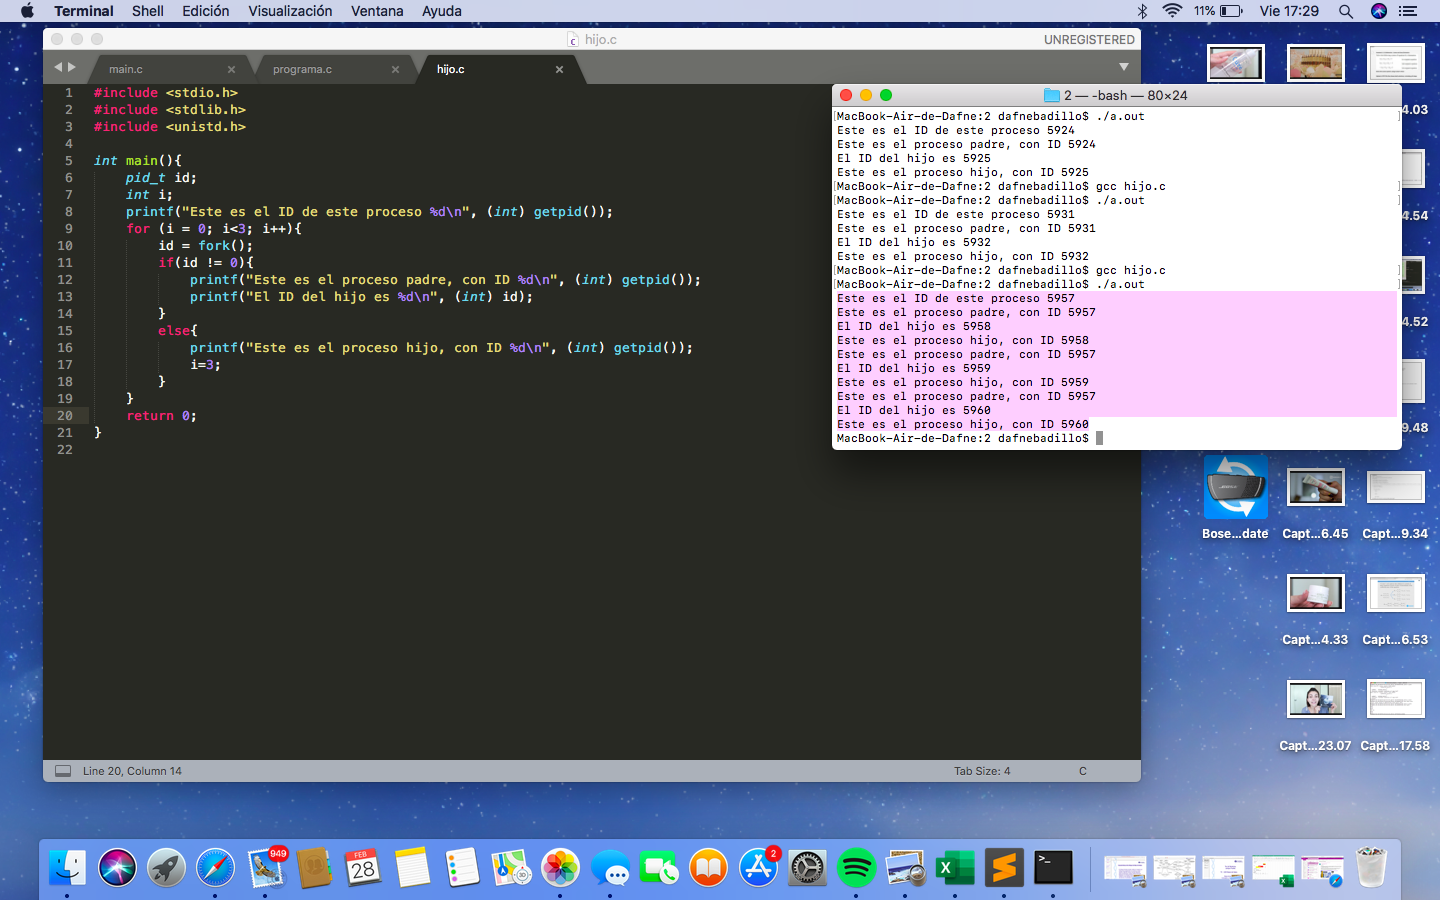 Terminal Shell Edición Visualización Ventana Ayuda 11% Vie 17:29
hijo.c UNREGISTERED
main.c × programa.c × hijo.c ×
1 #include <stdio.h>
2 #include <stdlib.h>
3 #include <unistd.h>
4
5 int main(){
6 pid_t id;
7 int i;
8 printf("Este es el ID de este proceso %d\n", (int) getpid());
9 for (i = 0; i<3; i++){
10 id = fork();
11 if(id != 0){
12 printf("Este es el proceso padre, con ID %d\n", (int) getpid());
13 printf("El ID del hijo es %d\n", (int) id);
14 }
15 else{
16 printf("Este es el proceso hijo, con ID %d\n", (int) getpid());
17 i=3;
18 }
19 }
20 return 0;
21 }
22
Line 20, Column 14 Tab Size: 4 C
2 — -bash — 80×24
[MacBook-Air-de-Dafne:2 dafnebadillo$ ./a.out ]
Este es el ID de este proceso 5924
Este es el proceso padre, con ID 5924
El ID del hijo es 5925
Este es el proceso hijo, con ID 5925
[MacBook-Air-de-Dafne:2 dafnebadillo$ gcc hijo.c ]
[MacBook-Air-de-Dafne:2 dafnebadillo$ ./a.out ]
Este es el ID de este proceso 5931
Este es el proceso padre, con ID 5931
El ID del hijo es 5932
Este es el proceso hijo, con ID 5932
[MacBook-Air-de-Dafne:2 dafnebadillo$ gcc hijo.c ]
[MacBook-Air-de-Dafne:2 dafnebadillo$ ./a.out ]
Este es el ID de este proceso 5957
Este es el proceso padre, con ID 5957
El ID del hijo es 5958
Este es el proceso hijo, con ID 5958
Este es el proceso padre, con ID 5957
El ID del hijo es 5959
Este es el proceso hijo, con ID 5959
Este es el proceso padre, con ID 5957
El ID del hijo es 5960
Este es el proceso hijo, con ID 5960
MacBook-Air-de-Dafne:2 dafnebadillo$
4.03
4.54
4.52
9.48
Bose...date Capt...6.45 Capt...9.34
Capt...4.33 Capt...6.53
Capt...23.07 Capt...17.58
949
FEB
28
2